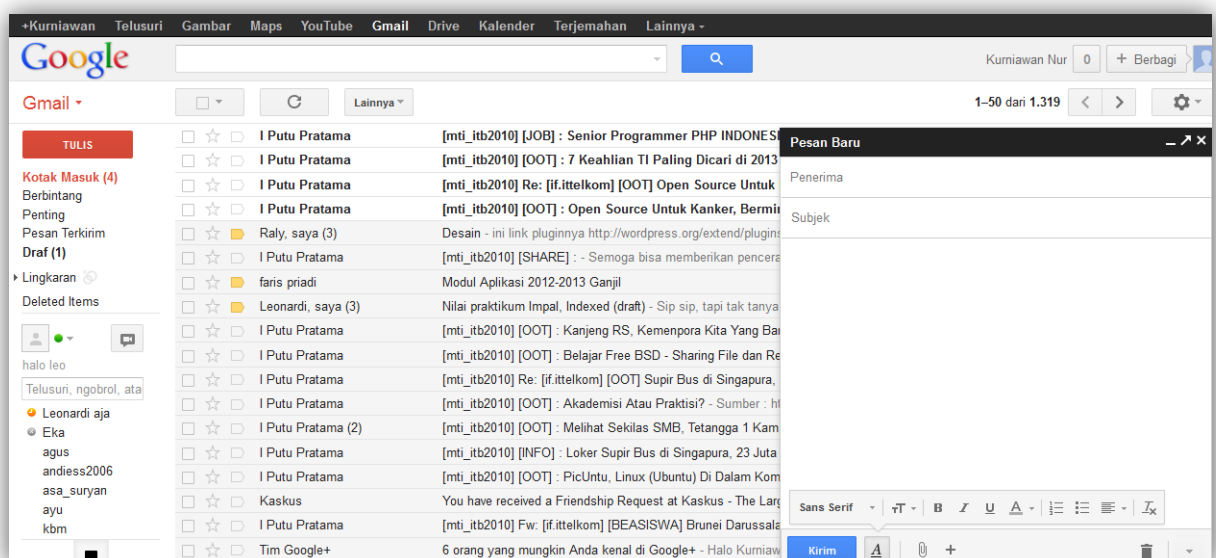 +Kurniawan Telusuri Gambar Maps YouTube Gmail Drive Kalender Terjemahan Lainnya
Google
Kurniawan Nur 0 + Berbagi
Gmail
Lainnya
1–50 dari 1.319
TULIS
Kotak Masuk (4)
Berbintang
Penting
Pesan Terkirim
Draf (1)
Lingkaran
Deleted Items
halo leo
Telusuri, ngobrol, ata
Leonardi aja
Eka
agus
andiess2006
asa_suryan
ayu
kbm
I Putu Pratama [mti_itb2010] [JOB] : Senior Programmer PHP INDONESI
I Putu Pratama [mti_itb2010] [OOT] : 7 Keahlian TI Paling Dicari di 2013
I Putu Pratama [mti_itb2010] Re: [if.ittelkom] [OOT] Open Source Untuk
I Putu Pratama [mti_itb2010] [OOT] : Open Source Untuk Kanker, Bermin
Raly, saya (3) Desain - ini link pluginnya http://wordpress.org/extend/plugins
I Putu Pratama [mti_itb2010] [SHARE] : - Semoga bisa memberikan pencera
faris priadi Modul Aplikasi 2012-2013 Ganjil
Leonardi, saya (3) Nilai praktikum Impal, Indexed (draft) - Sip sip, tapi tak tanya
I Putu Pratama [mti_itb2010] [OOT] : Kanjeng RS, Kemenpora Kita Yang Bar
I Putu Pratama [mti_itb2010] [OOT] : Belajar Free BSD - Sharing File dan Re
I Putu Pratama [mti_itb2010] Re: [if.ittelkom] [OOT] Supir Bus di Singapura,
I Putu Pratama [mti_itb2010] [OOT] : Akademisi Atau Praktisi? - Sumber : ht
I Putu Pratama (2) [mti_itb2010] [OOT] : Melihat Sekilas SMB, Tetangga 1 Kam
I Putu Pratama [mti_itb2010] [INFO] : Loker Supir Bus di Singapura, 23 Juta
I Putu Pratama [mti_itb2010] [OOT] : PicUntu, Linux (Ubuntu) Di Dalam Kom
Kaskus You have received a Friendship Request at Kaskus - The Larg
I Putu Pratama [mti_itb2010] Fw: [if.ittelkom] [BEASISWA] Brunei Darussala
Tim Google+ 6 orang yang mungkin Anda kenal di Google+ - Halo Kurniaw
Pesan Baru
Penerima
Subjek
Sans Serif T B I U A
Kirim A